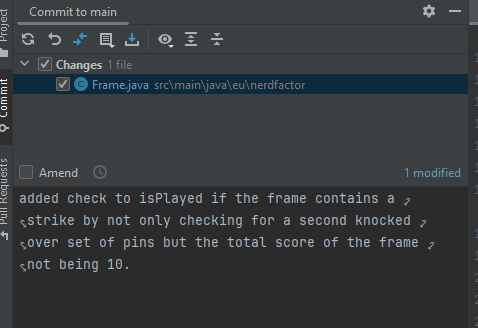 Commit to main
Project
Changes 1 file
Frame.java src\main\java\eu\nerdfactor
Commit
Pull Requests
Amend
1 modified
added check to isPlayed if the frame contains a
strike by not only checking for a second knocked
over set of pins but the total score of the frame
not being 10.